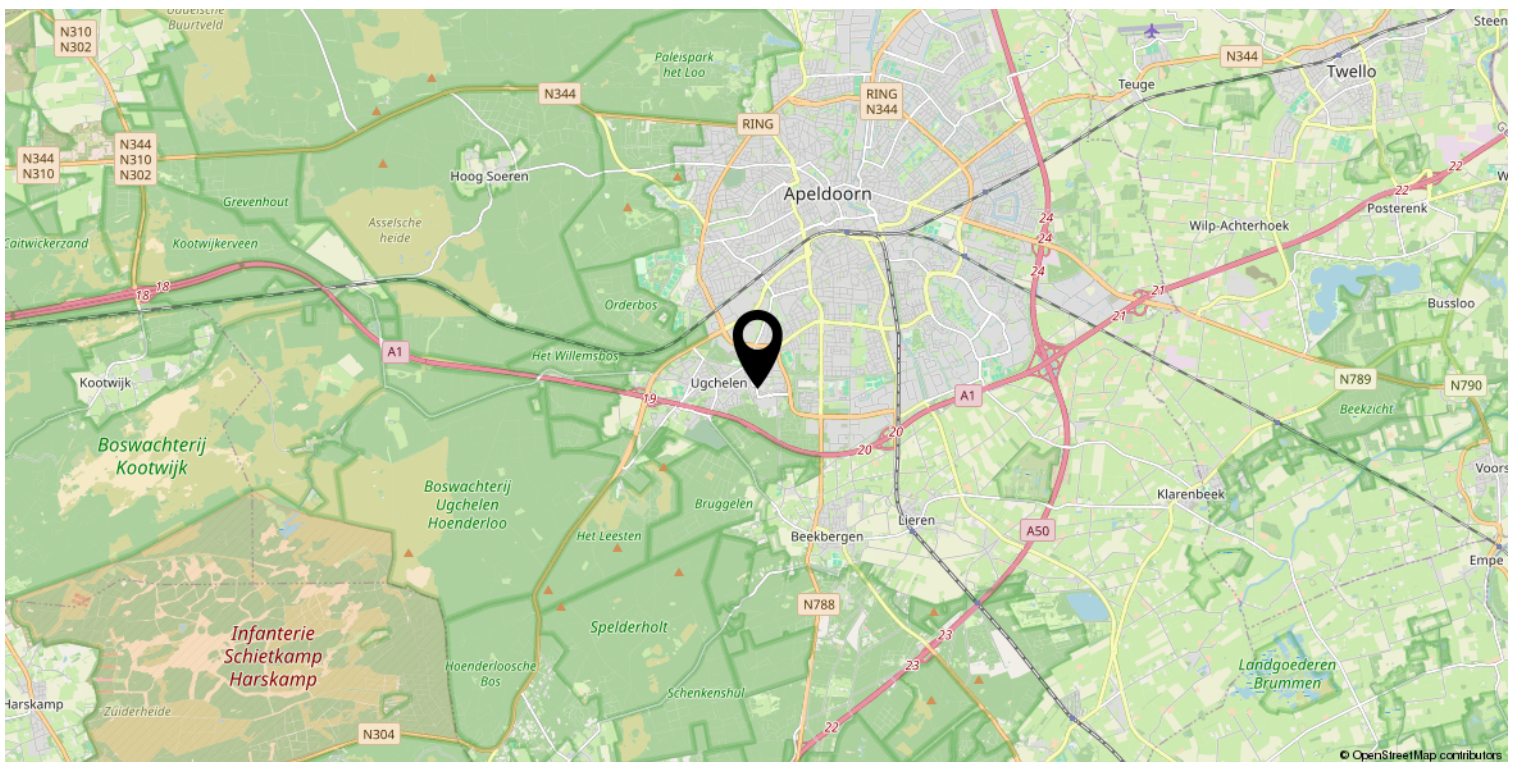 Buurtveld
N310
N302
Steen
Paleispark
het Loo
N344
Twello
Teuge
N344
RING
N344
RING
N344
N310
N302
N344
N310
22
Hoog Soeren
22
Apeldoorn
Grevenhout
Posterenk
24
Asselsche
heide
Wilp-Achterhoek
24
Kootwijkerveen
24
18
18
21
Orderbos
Bussloo
21
A1
Het Willemsbos
Kootwijk
Ugchelen
N789
N790
19
A1
Beekzicht
20
Boswachterij
Kootwijk
20
Voors
Boswachterij
Ugchelen
Hoenderloo
Klarenbeek
Bruggelen
Lieren
Het Leesten
Beekbergen
A50
Empe
N788
Infanterie
Schietkamp
Harskamp
Spelderholt
23
23
Hoenderloosche
Bos
Landgoederen
Brummen
Schenkenshul
Harskamp
Zuiderheide
22
N304
© OpenStreetMap contributors